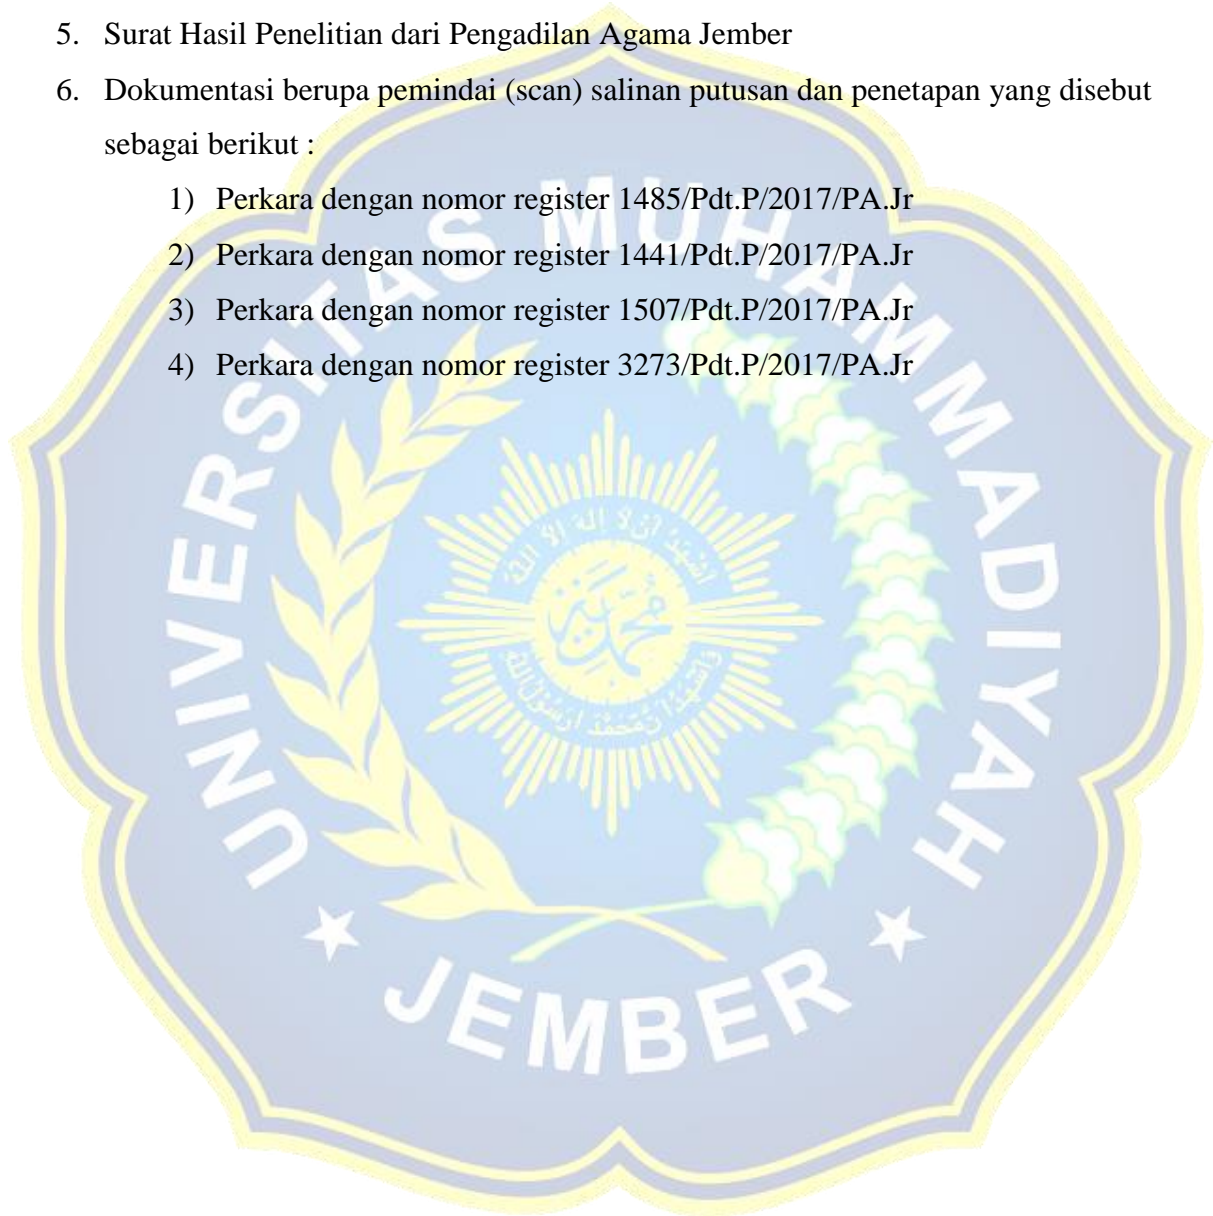 5. Surat Hasil Penelitian dari Pengadilan Agama Jember
6. Dokumentasi berupa pemindai (scan) salinan putusan dan penetapan yang disebut
sebagai berikut :
1) Perkara dengan nomor register 1485/Pdt.P/2017/PA.Jr
2) Perkara dengan nomor register 1441/Pdt.P/2017/PA.Jr
3) Perkara dengan nomor register 1507/Pdt.P/2017/PA.Jr
4) Perkara dengan nomor register 3273/Pdt.P/2017/PA.Jr
UNIVERSITAS MUHAMMADIYAH
JEMBER